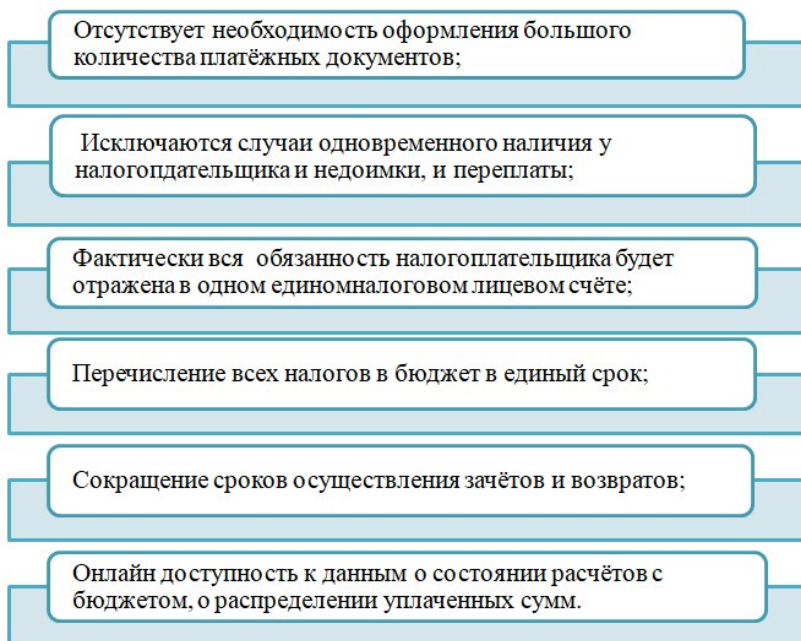 Отсутствует необходимость оформления большого
количества платёжных документов;
Исключаются случаи одновременного наличия у
налогопдательщика и недоимки, и переплаты;
Фактически вся обязанность налогоплательщика будет
отражена в одном единомналоговом лицевом счёте;
Перечисление всех налогов в бюджет в единый срок;
Сокращение сроков осуществления зачётов и возвратов;
Онлайн доступность к данным о состоянии расчётов с
бюджетом, о распределении уплаченных сумм.